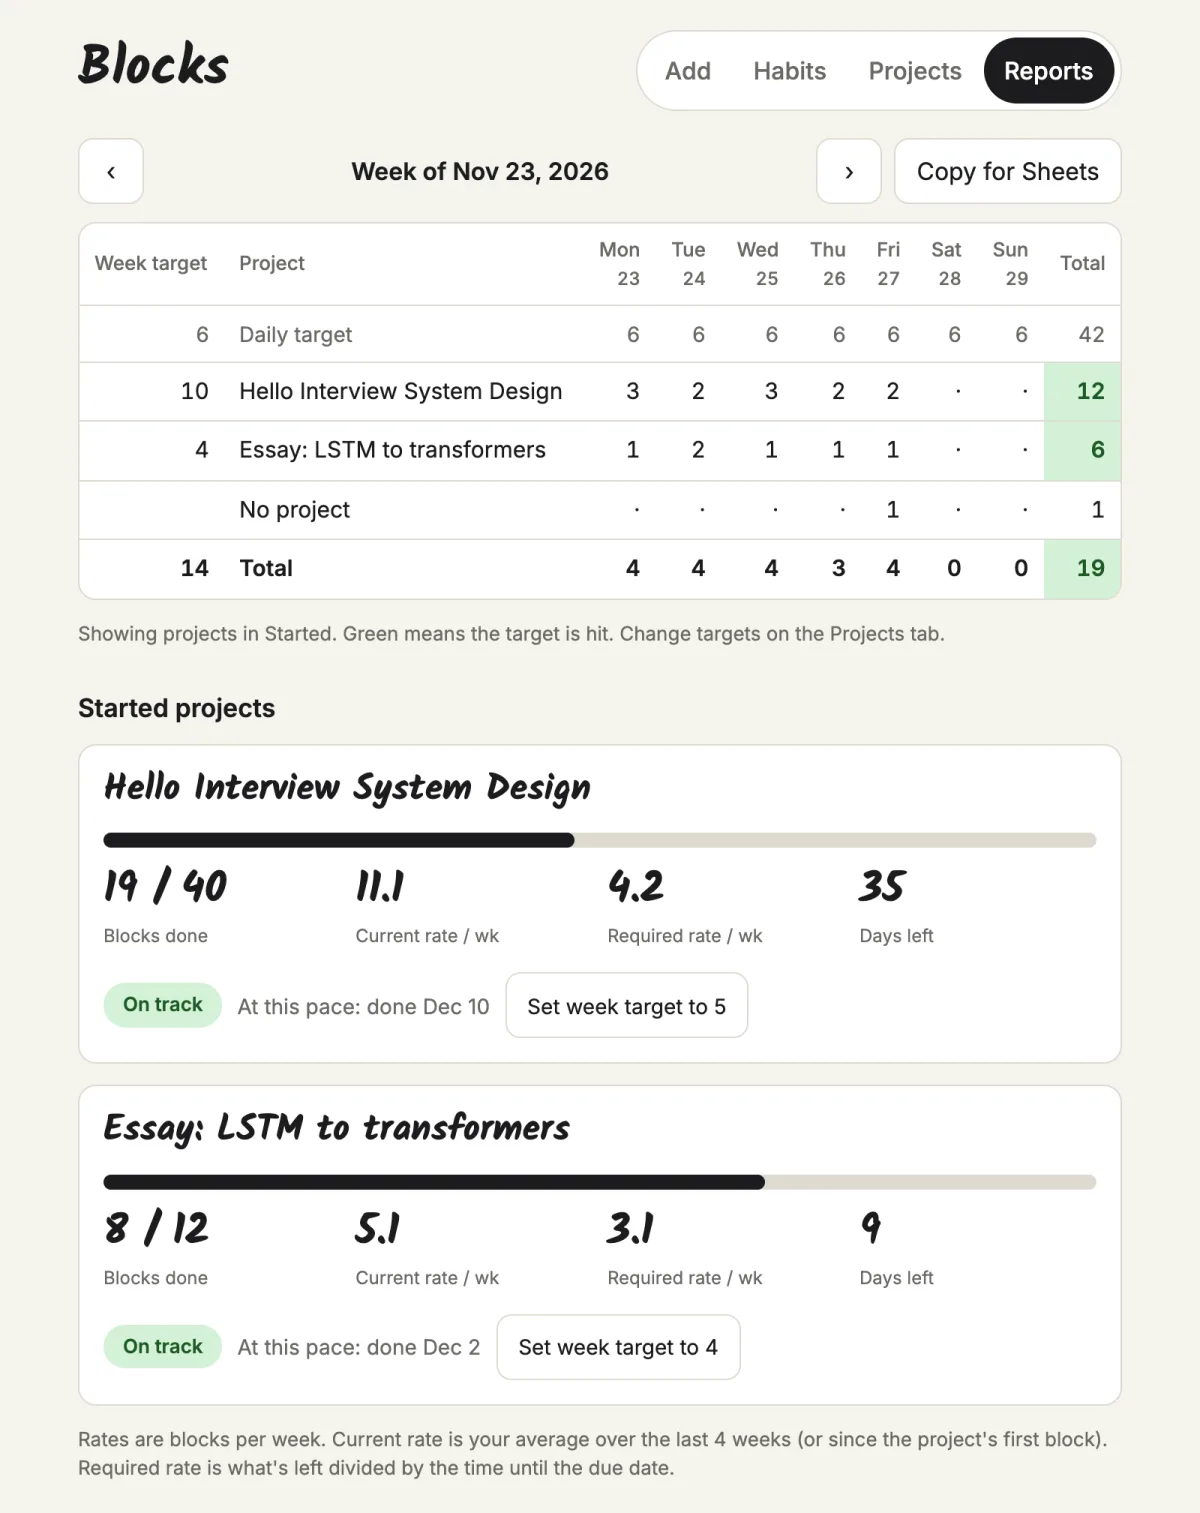 Blocks
Add Habits Projects Reports
‹ Week of Nov 23, 2026 › Copy for Sheets
Week target Project Mon 23 Tue 24 Wed 25 Thu 26 Fri 27 Sat 28 Sun 29 Total
6 Daily target 6 6 6 6 6 6 6 42
10 Hello Interview System Design 3 2 3 2 2 · · 12
4 Essay: LSTM to transformers 1 2 1 1 1 · · 6
No project · · · · 1 · · 1
14 Total 4 4 4 3 4 0 0 19
Showing projects in Started. Green means the target is hit. Change targets on the Projects tab.
Started projects
Hello Interview System Design
19 / 40 11.1 4.2 35
Blocks done Current rate / wk Required rate / wk Days left
On track At this pace: done Dec 10 Set week target to 5
Essay: LSTM to transformers
8 / 12 5.1 3.1 9
Blocks done Current rate / wk Required rate / wk Days left
On track At this pace: done Dec 2 Set week target to 4
Rates are blocks per week. Current rate is your average over the last 4 weeks (or since the project's first block).
Required rate is what's left divided by the time until the due date.